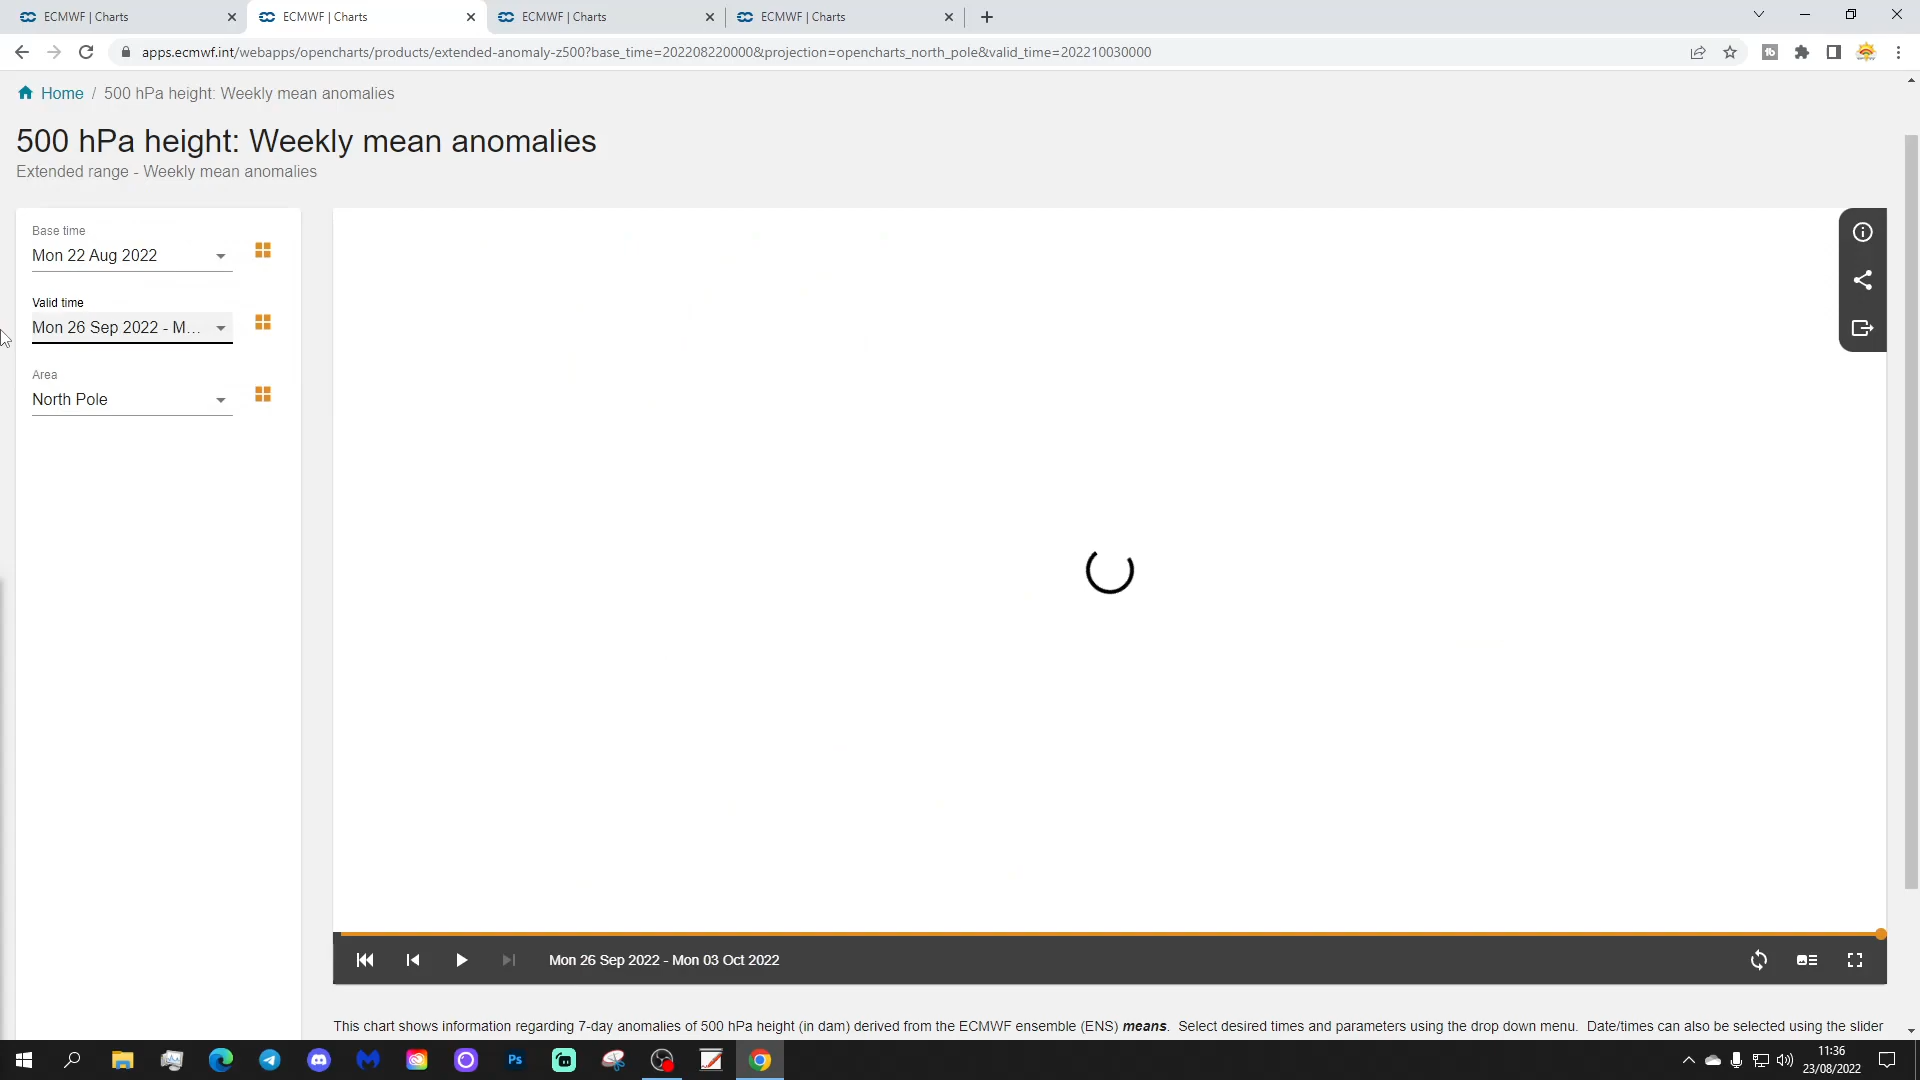 ECMWF | Charts
ECMWF | Charts
ECMWF | Charts
ECMWF | Charts
apps.ecmwf.int/webapps/opencharts/products/extended-anomaly-z500?base_time=202208220000&projection=opencharts_north_pole&valid_time=202210030000
Home / 500 hPa height: Weekly mean anomalies
500 hPa height: Weekly mean anomalies
Extended range - Weekly mean anomalies
Base time
Mon 22 Aug 2022
Valid time
Mon 26 Sep 2022 - M...
Area
North Pole
Mon 26 Sep 2022 - Mon 03 Oct 2022
This chart shows information regarding 7-day anomalies of 500 hPa height (in dam) derived from the ECMWF ensemble (ENS) means. Select desired times and parameters using the drop down menu. Date/times can also be selected using the slider
Ps
11:36
23/08/2022